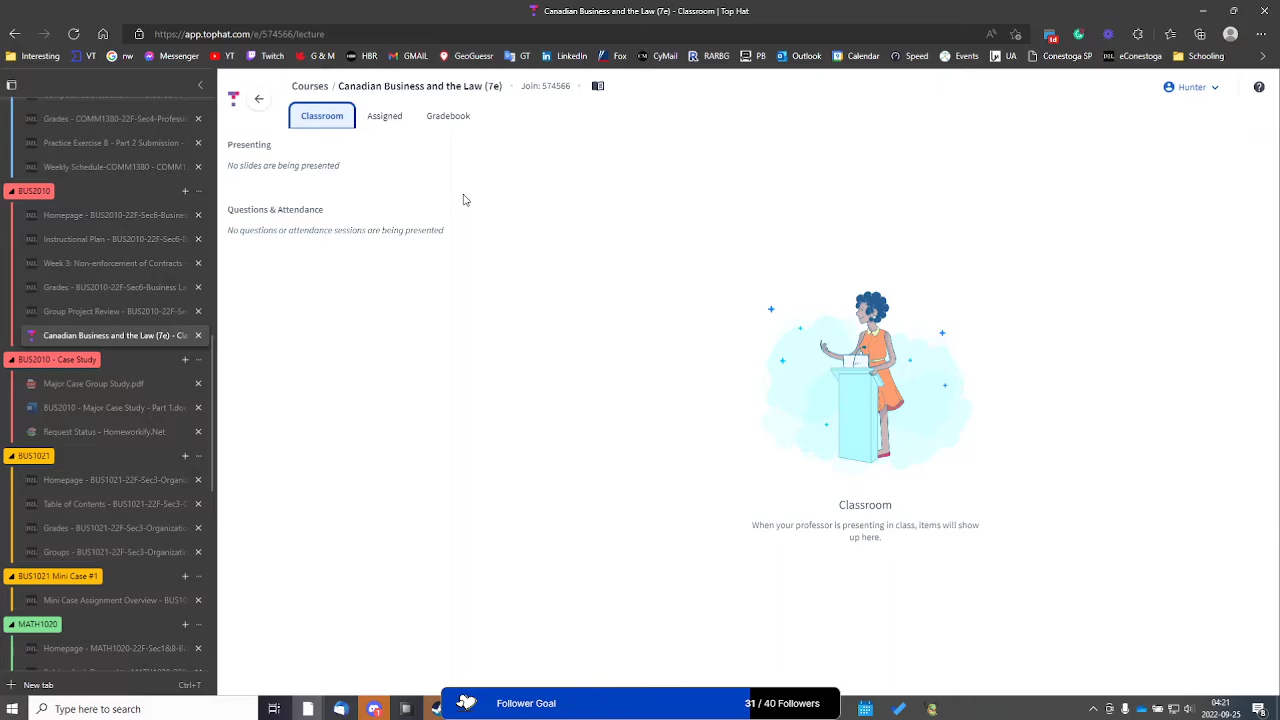 Canadian Business and the Law (7e) - Classroom | Top Hat
https://app.tophat.com/e/574566/lecture
Interesting
VT
nw
Messenger
YT
Twitch
HBR
GMAIL
GeoGuessr
GT
LinkedIn
Fox
CyMail
RARBG
PB
Outlook
Calendar
Speed
Events
Conestoga SP
eConestoga
Schooling
Courses / Canadian Business and the Law (7e)
Join: 574566
Hunter
Classroom
Assigned
Gradebook
Presenting
No slides are being presented
Questions & Attendance
No questions or attendance sessions are being presented
Classroom
When your professor is presenting in class, items will show
up here.
Grades - COMM1380-22F-Sec4-Professi
Practice Exercise B - Part 2 Submission -
Weekly Schedule-COMM1380 - COMM1
BUS2010
Homepage - BUS2010-22F-Sec6-Busine
Instructional Plan - BUS2010-22F-Sec6-B
Week 3: Non-enforcement of Contracts -
Grades - BUS2010-22F-Sec6-Business La
Group Project Review - BUS2010-22F-Se
Canadian Business and the Law (7e) - Cla
BUS2010 - Case Study
Major Case Group Study.pdf
BUS2010 - Major Case Study - Part 1.doc
Request Status - Homeworkify.Net
BUS1021
Homepage - BUS1021-22F-Sec3-Organi
Table of Contents - BUS1021-22F-Sec3-O
Grades - BUS1021-22F-Sec3-Organizatio
Groups - BUS1021-22F-Sec3-Organizati
BUS1021 Mini Case #1
Mini Case Assignment Overview - BUS10
MATH1020
Homepage - MATH1020-22F-Sec1&8-Bu
New tab
Ctrl+T
Type here to search
Follower Goal
31 / 40 Followers
04:21
2022-09-25